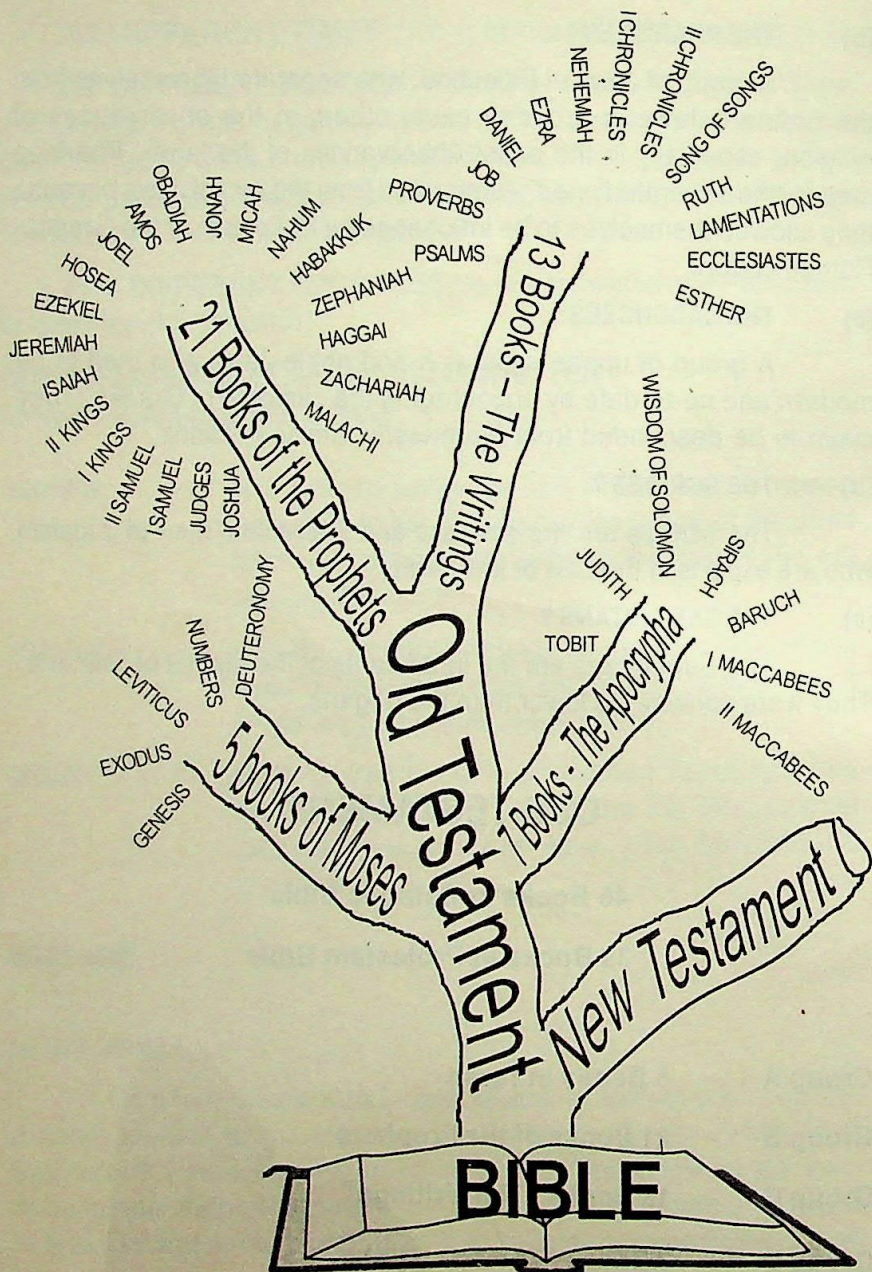 OBADIAH
JONAH
MICAH
AMOS
JOEL
HOSEA
EZEKIEL
JEREMIAH
ISAIAH
II KINGS
I KINGS
II SAMUEL
I SAMUEL
JUDGES
JOSHUA
NAHUM
HABAKKUK
ZEPHANIAH
HAGGAI
ZACHARIAH
MALACHI
21 Books of the Prophets
PROVERBS
PSALMS
JOB
DANIEL
EZRA
NEHEMIAH
I CHRONICLES
II CHRONICLES
SONG OF SONGS
RUTH
LAMENTATIONS
ECCLESIASTES
ESTHER
13 Books – The Writings
DEUTERONOMY
NUMBERS
LEVITICUS
EXODUS
GENESIS
5 books of Moses
Old Testament
TOBIT
JUDITH
WISDOM OF SOLOMON
SIRACH
BARUCH
I MACCABEES
II MACCABEES
7 Books - The Apocrypha
New Testament
BIBLE